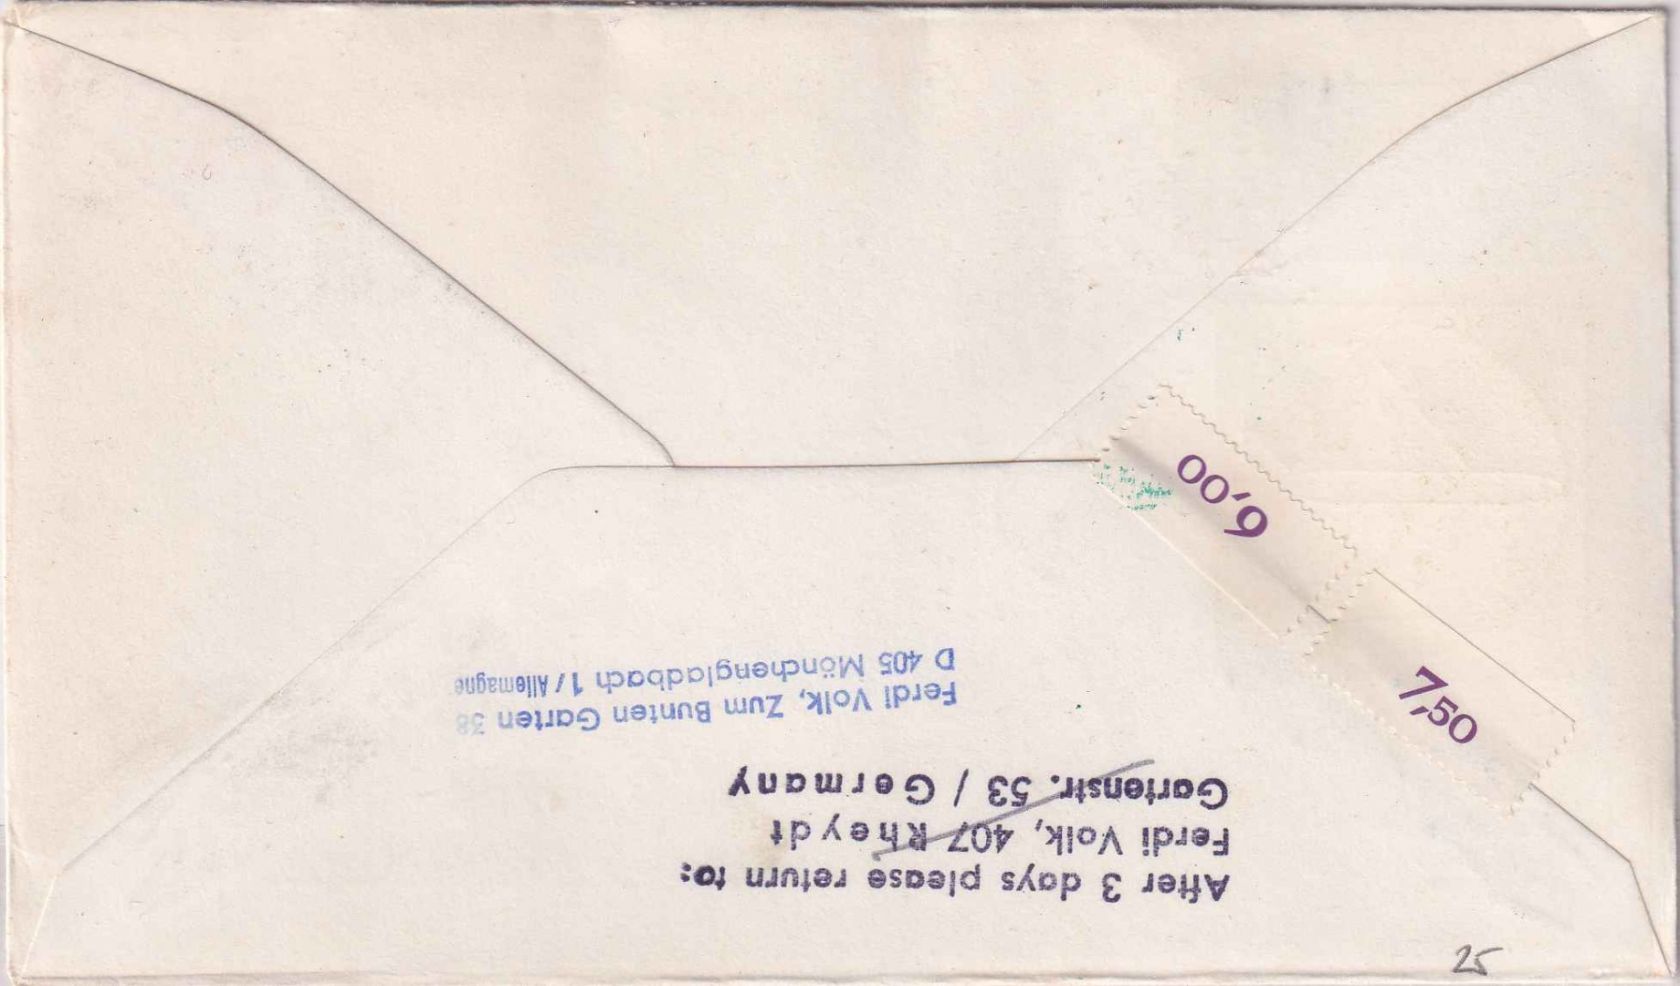 After 3 days please return to:
Ferdi Volk, 407 Rheydt
Gartenstr. 53 / Germany
Ferdi Volk, Zum Bunten Garten 38
D 405 Mönchengladbach 1 / Allemagne
6,00
7,50
25